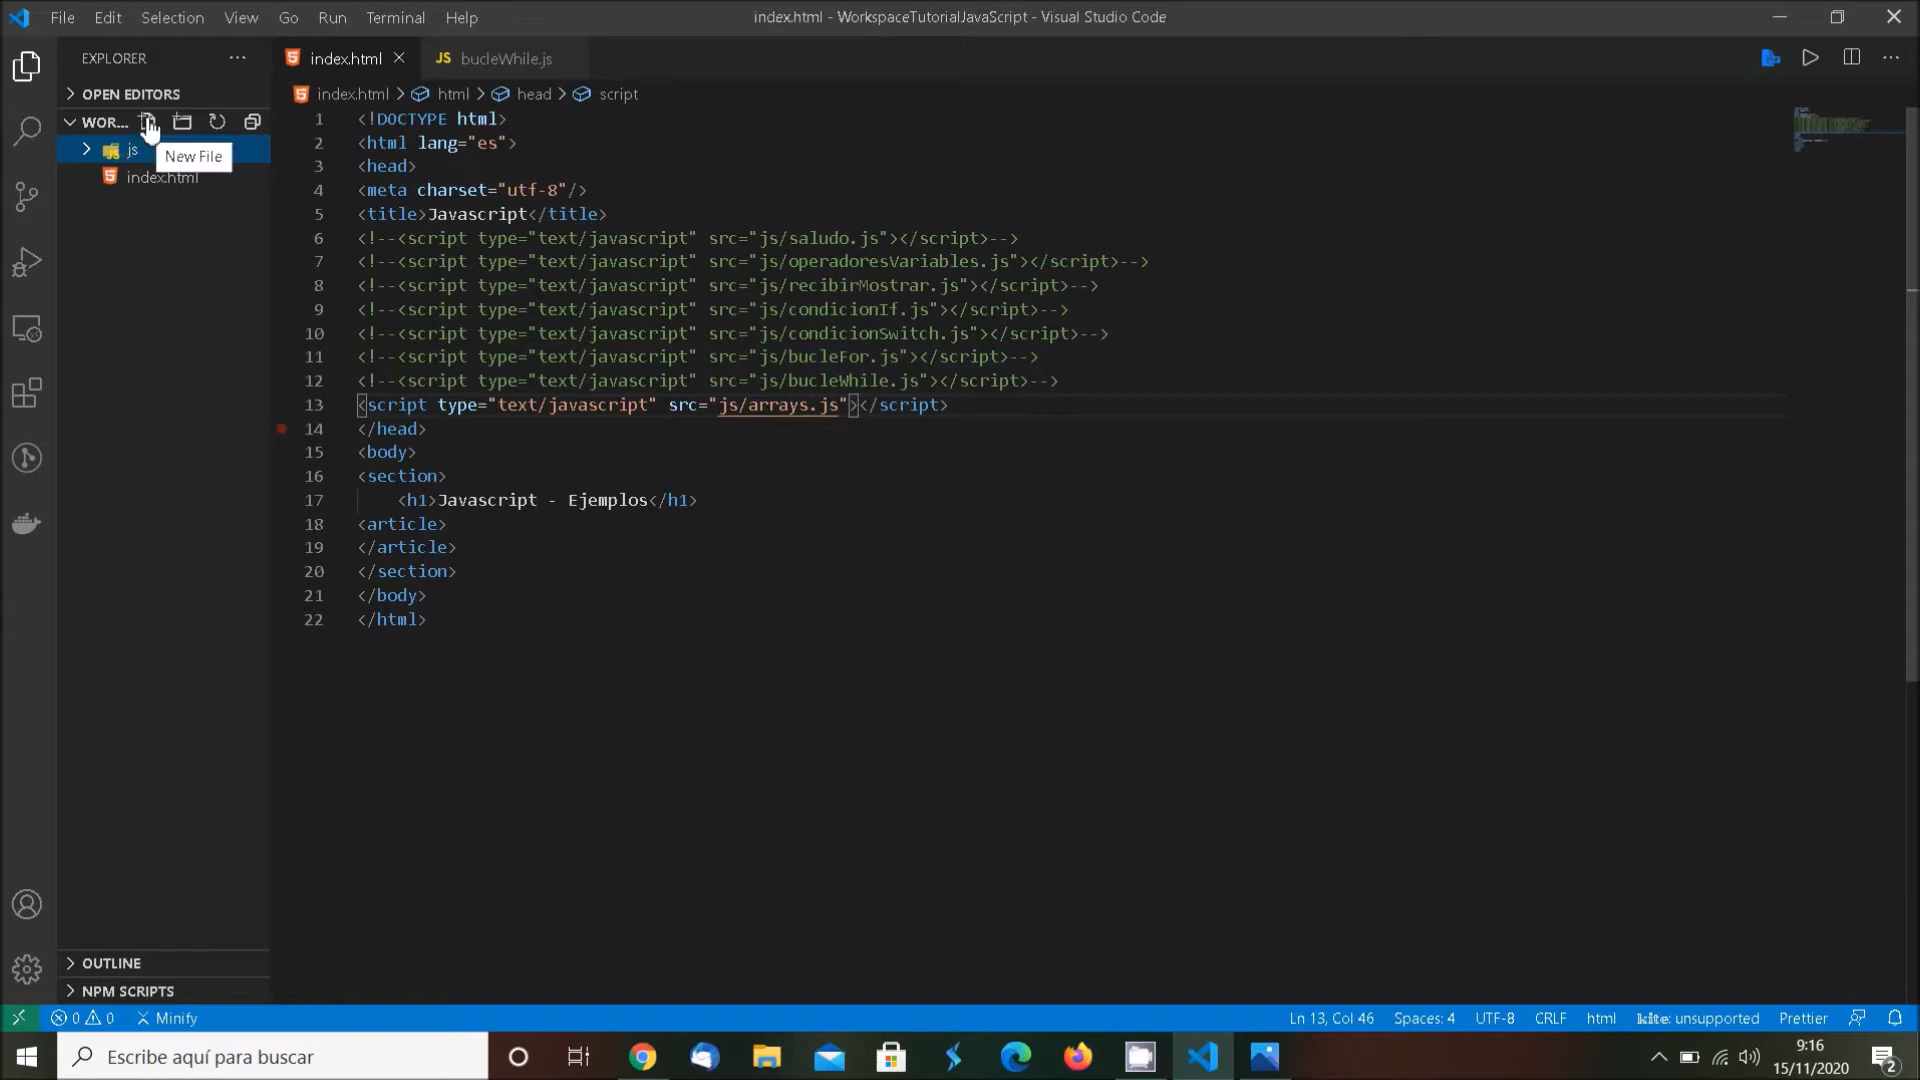 File Edit Selection View Go Run Terminal Help
index.html - WorkspaceTutorialJavaScript - Visual Studio Code
EXPLORER
index.html
JS bucleWhile.js
OPEN EDITORS
index.html > html > head > script
WOR...
js
New File
index.html
1 <!DOCTYPE html>
2 <html lang="es">
3 <head>
4 <meta charset="utf-8"/>
5 <title>Javascript</title>
6 <!--<script type="text/javascript" src="js/saludo.js"></script>-->
7 <!--<script type="text/javascript" src="js/operadoresVariables.js"></script>-->
8 <!--<script type="text/javascript" src="js/recibirMostrar.js"></script>-->
9 <!--<script type="text/javascript" src="js/condicionIf.js"></script>-->
10 <!--<script type="text/javascript" src="js/condicionSwitch.js"></script>-->
11 <!--<script type="text/javascript" src="js/bucleFor.js"></script>-->
12 <!--<script type="text/javascript" src="js/bucleWhile.js"></script>-->
13 <script type="text/javascript" src="js/arrays.js"></script>
14 </head>
15 <body>
16 <section>
17 <h1>Javascript - Ejemplos</h1>
18 <article>
19 </article>
20 </section>
21 </body>
22 </html>
OUTLINE
NPM SCRIPTS
0 0 Minify
Ln 13, Col 46 Spaces: 4 UTF-8 CRLF html kite: unsupported Prettier
Escribe aquí para buscar
9:16
15/11/2020
2